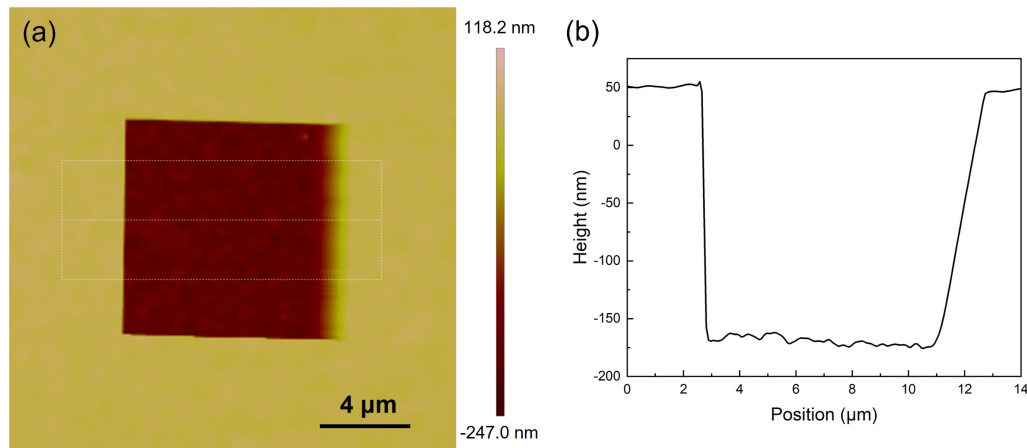 (a)
118.2 nm
-247.0 nm
4 µm
(b)
50
0
-50
-100
-150
-200
Height (nm)
0 2 4 6 8 10 12 14
Position (µm)